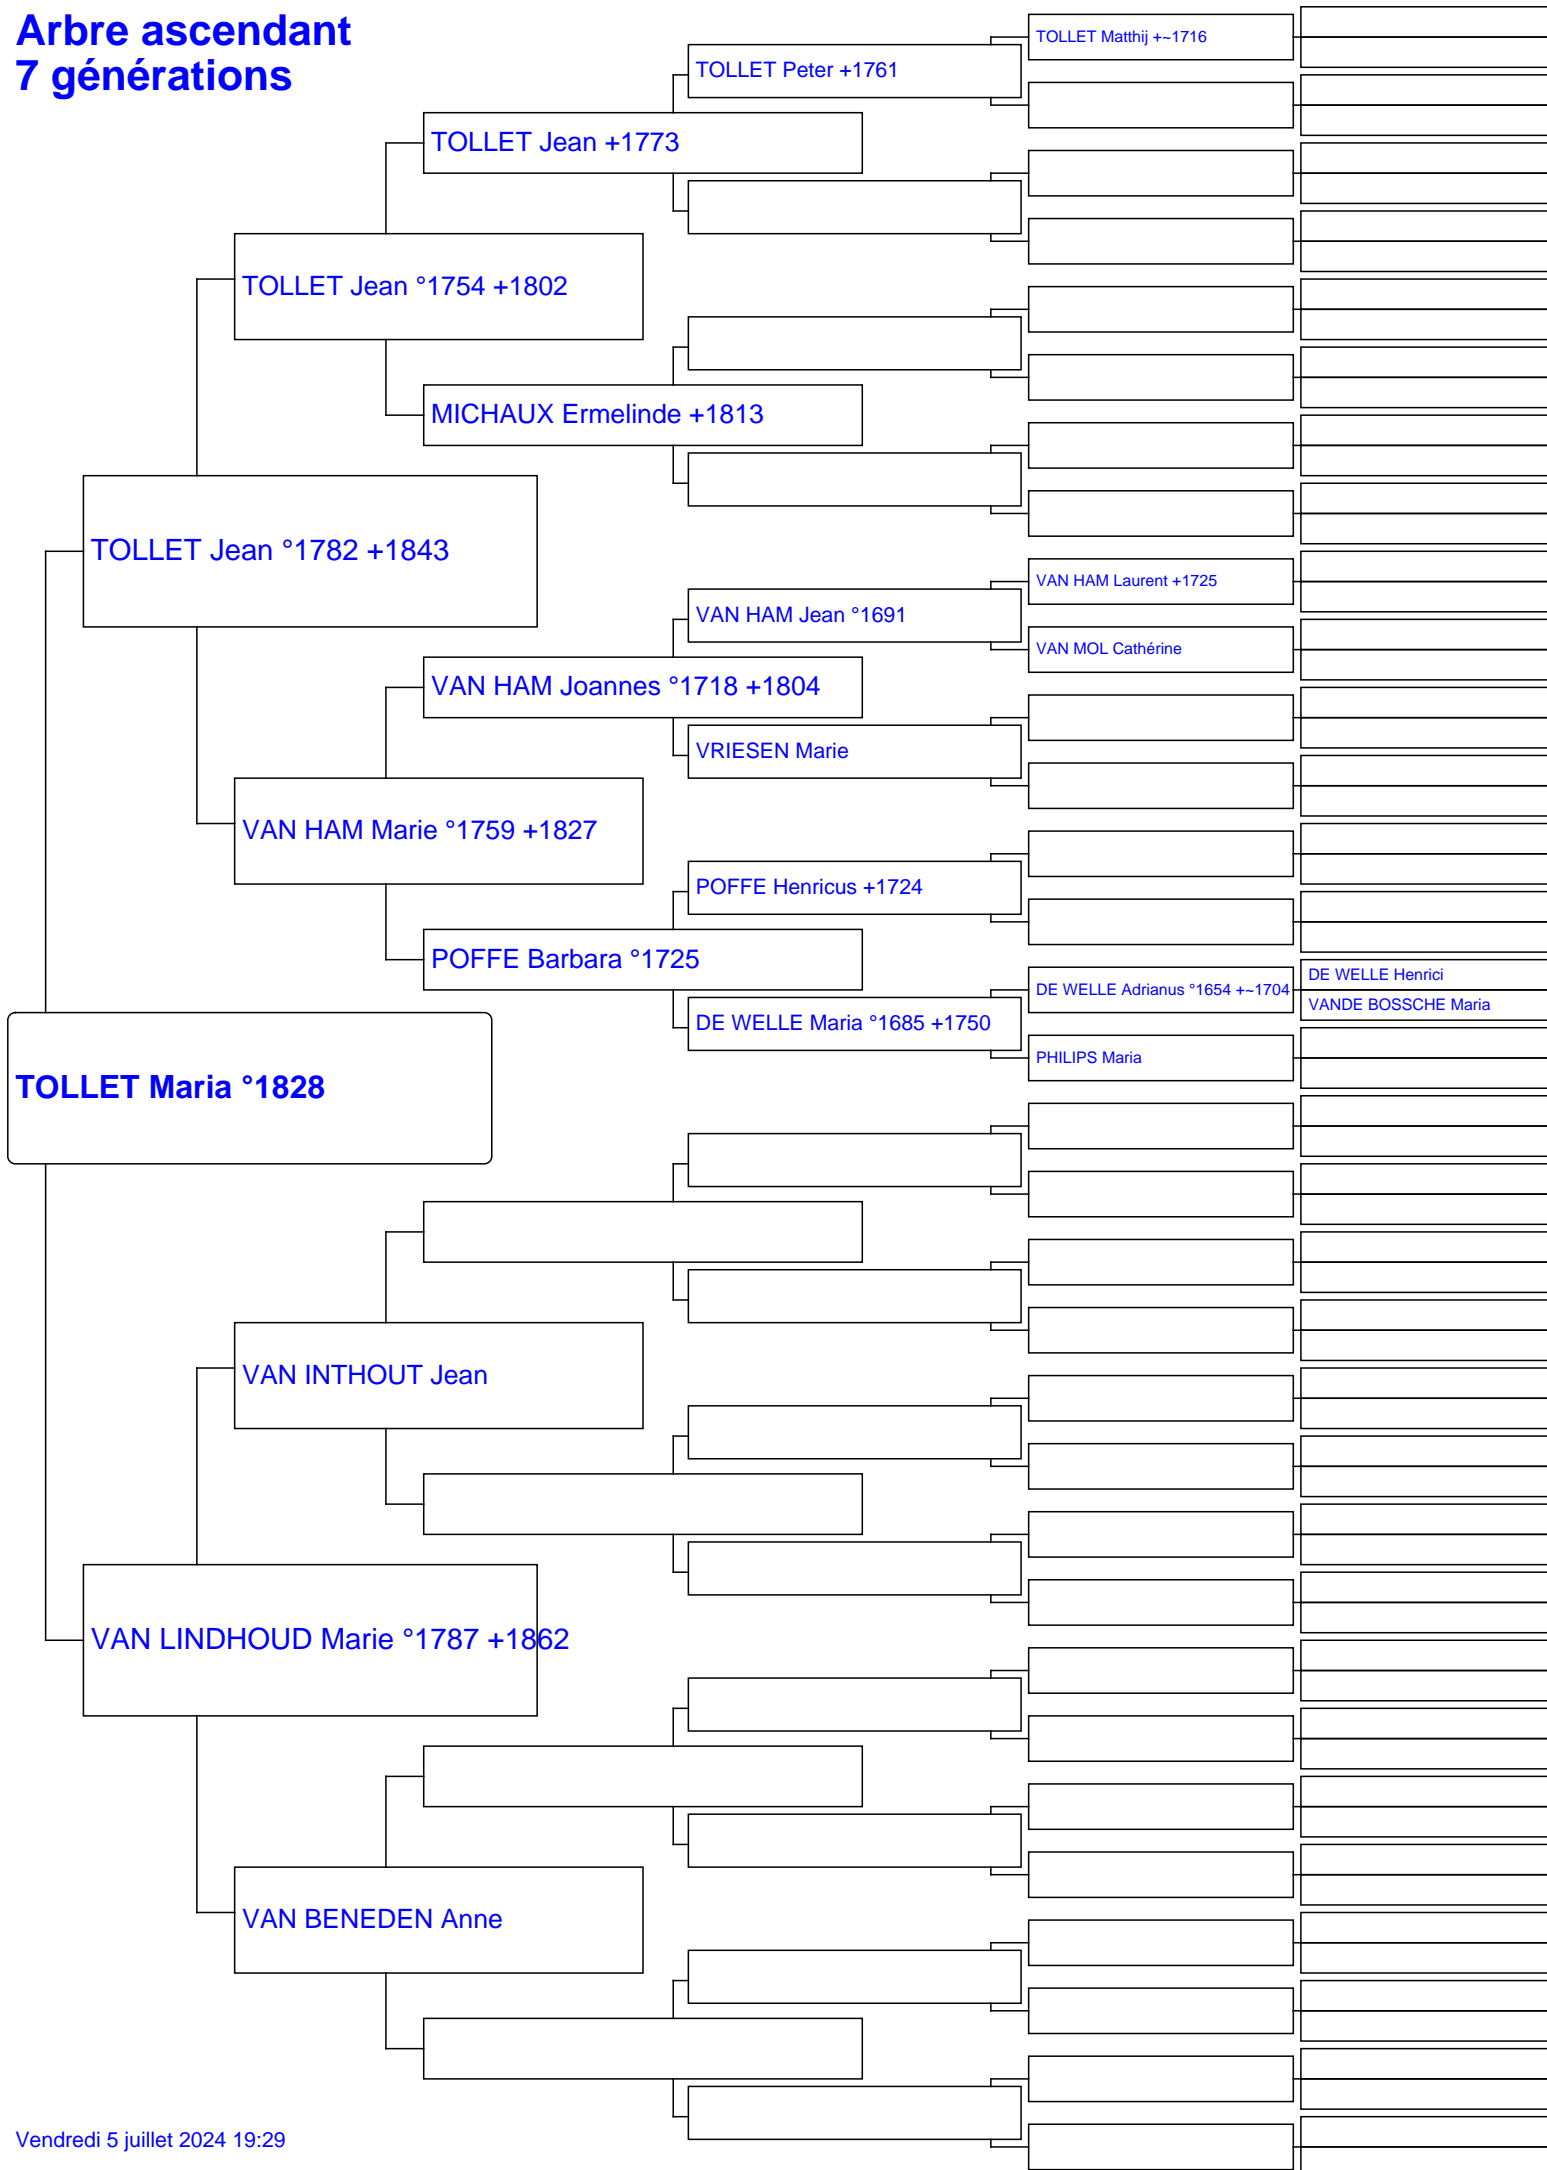 Arbre ascendant
7 générations
TOLLET Matthij +~1716
TOLLET Peter +1761
TOLLET Jean +1773
TOLLET Jean °1754 +1802
MICHAUX Ermelinde +1813
TOLLET Jean °1782 +1843
VAN HAM Laurent +1725
VAN HAM Jean °1691
VAN MOL Cathérine
VAN HAM Joannes °1718 +1804
VRIESEN Marie
VAN HAM Marie °1759 +1827
POFFE Henricus +1724
POFFE Barbara °1725
DE WELLE Henrici
DE WELLE Adrianus °1654 +~1704
VANDE BOSSCHE Maria
DE WELLE Maria °1685 +1750
PHILIPS Maria
TOLLET Maria °1828
VAN INTHOUT Jean
VAN LINDHOUD Marie °1787 +1862
VAN BENEDEN Anne
Vendredi 5 juillet 2024 19:29